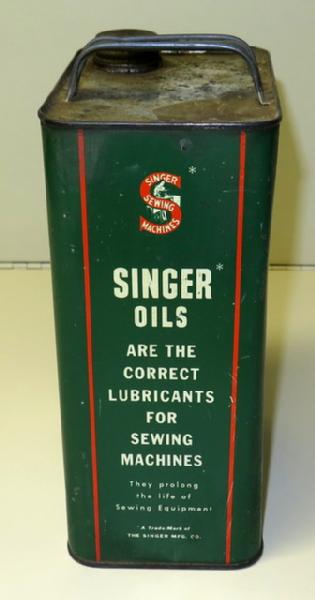 SINGER
SEWING
MACHINES
*
SINGER*
OILS
ARE THE
CORRECT
LUBRICANTS
FOR
SEWING
MACHINES
They prolong
the life of
Sewing Equipment
*A Trade-Mark of
THE SINGER MFG. CO.